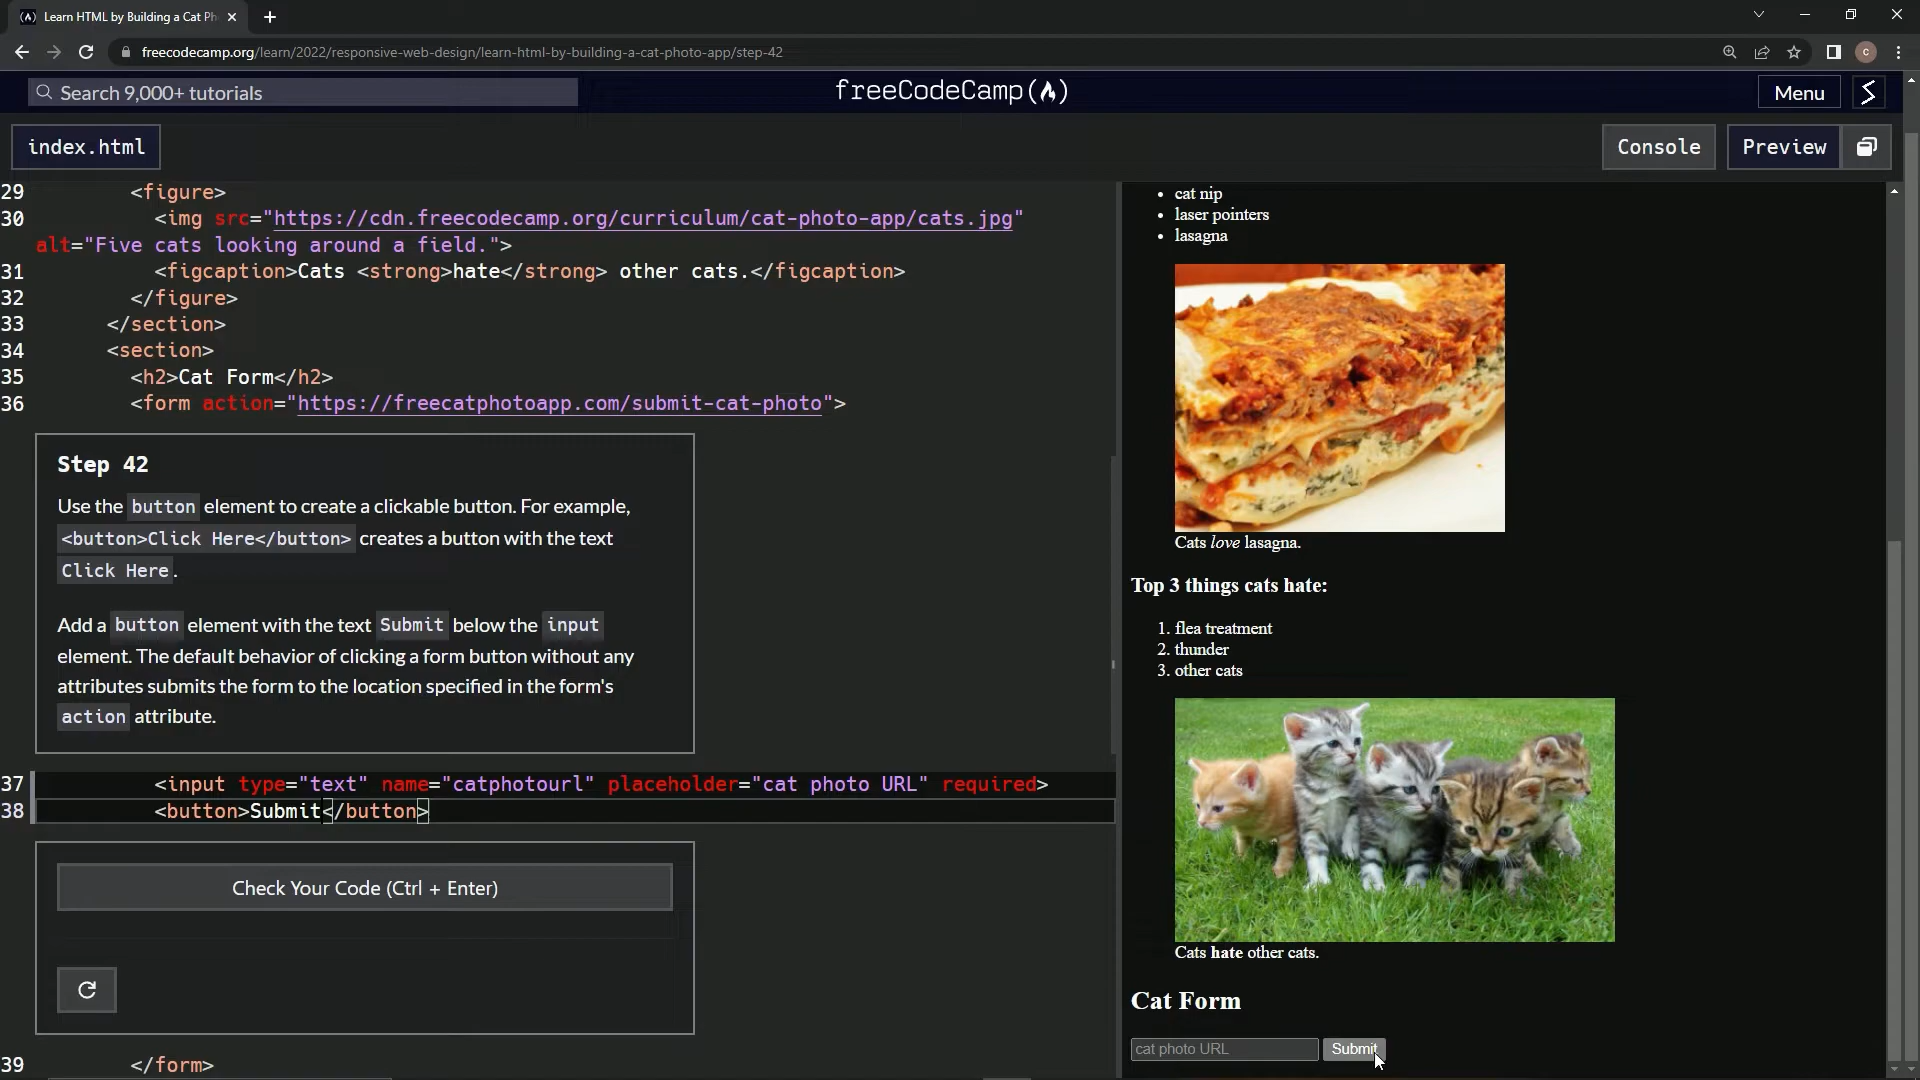 Learn HTML by Building a Cat Ph
freecodecamp.org/learn/2022/responsive-web-design/learn-html-by-building-a-cat-photo-app/step-42
C
Search 9,000+ tutorials
freeCodeCamp
Menu
index.html
Console
Preview
29 <figure>
30 <img src="https://cdn.freecodecamp.org/curriculum/cat-photo-app/cats.jpg"
alt="Five cats looking around a field.">
31 <figcaption>Cats <strong>hate</strong> other cats.</figcaption>
32 </figure>
33 </section>
34 <section>
35 <h2>Cat Form</h2>
36 <form action="https://freecatphotoapp.com/submit-cat-photo">
Step 42
Use the button element to create a clickable button. For example,
<button>Click Here</button> creates a button with the text
Click Here.
Add a button element with the text Submit below the input
element. The default behavior of clicking a form button without any
attributes submits the form to the location specified in the form's
action attribute.
37 <input type="text" name="catphotourl" placeholder="cat photo URL" required>
38 <button>Submit</button>
Check Your Code (Ctrl + Enter)
39 </form>
• cat nip
• laser pointers
• lasagna
Cats love lasagna.
Top 3 things cats hate:
1. flea treatment
2. thunder
3. other cats
Cats hate other cats.
Cat Form
cat photo URL Submit